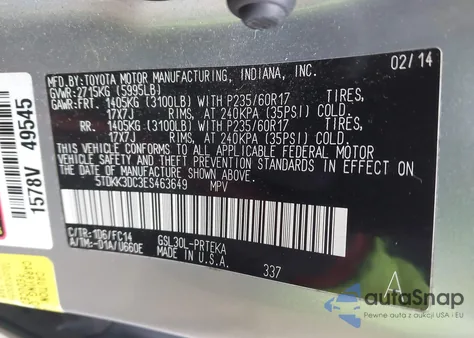 MFD.BY:TOYOTA MOTOR MANUFACTURING, INDIANA, INC. 02/14
GVWR:2715KG (5995LB)
GAWR:FRT. 1405KG (3100LB) WITH P235/60R17 TIRES,
17X7J RIMS, AT 240KPA (35PSI) COLD.
RR. 1405KG (3100LB) WITH P235/60R17 TIRES,
17X7J RIMS, AT 240KPA (35PSI) COLD.
THIS VEHICLE CONFORMS TO ALL APPLICABLE FEDERAL MOTOR
VEHICLE SAFETY AND BUMPER STANDARDS IN EFFECT ON
THE DATE OF MANUFACTURE SHOWN ABOVE.
5TDKK3DC3ES463649 MPV
C/TR:1D6/FC14 GSL30L-PRTEKA
A/TM:-01A/U660E MADE IN U.S.A.
337
A
1578V 49545
autoSnap
Pewne auta z aukcji USA i EU